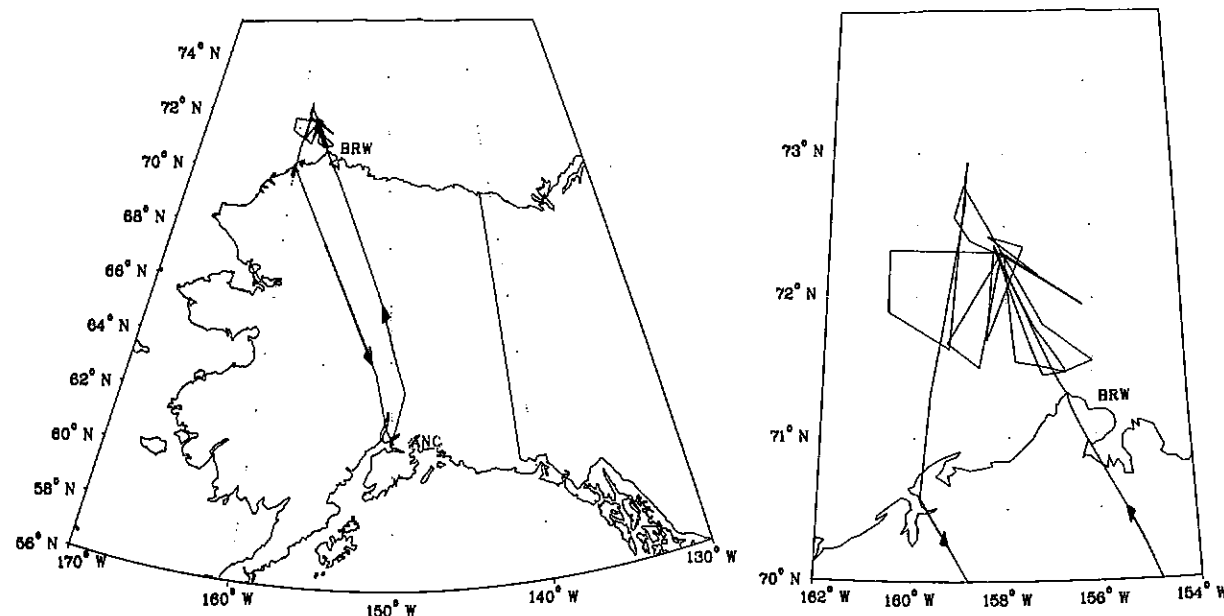 74° N
72° N
70° N
68° N
66° N
64° N
62° N
60° N
58° N
56° N
170° W
160° W
150° W
140° W
130° W
BRW
ANC
73° N
72° N
71° N
70° N
162° W
160° W
158° W
156° W
154° W
BRW